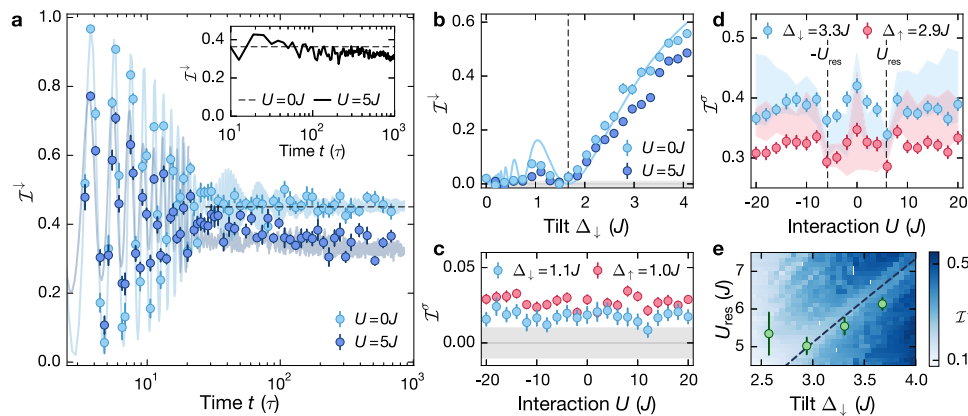 a
1.0
0.8
0.6
0.4
0.2
0.0
I↓
U=0J
U=5J
10¹
10²
10³
Time t (τ)
0.4
0.2
0.0
I↓
U=0J
U=5J
10¹
10²
10³
Time t (τ)
b
0.6
0.4
0.2
0.0
I↓
U=0J
U=5J
0
1
2
3
4
Tilt Δ↓ (J)
c
0.05
0.00
I^σ
Δ↓=1.1J
Δ↑=1.0J
-20
-10
0
10
20
Interaction U (J)
d
Δ↓=3.3J
Δ↑=2.9J
-U_res
U_res
0.5
0.4
0.3
I^σ
-20
-10
0
10
20
Interaction U (J)
e
7
6
5
U_res (J)
2.5
3.0
3.5
4.0
Tilt Δ↓ (J)
0.5
0.1